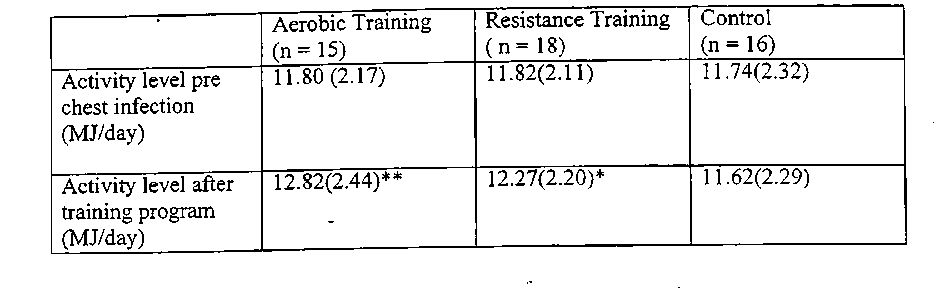 Aerobic Training Resistance Training Control
(n = 15) ( n = 18) (n = 16)
Activity level pre 11.80 (2.17) 11.82(2.11) 11.74(2.32)
chest infection
(MJ/day)
Activity level after 12.82(2.44)** 12.27(2.20)* 11.62(2.29)
training program
(MJ/day)